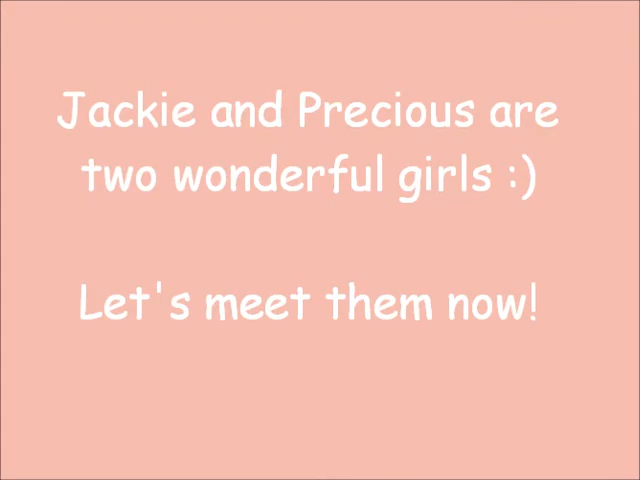 Jackie and Precious are
two wonderful girls :)
Let's meet them now!